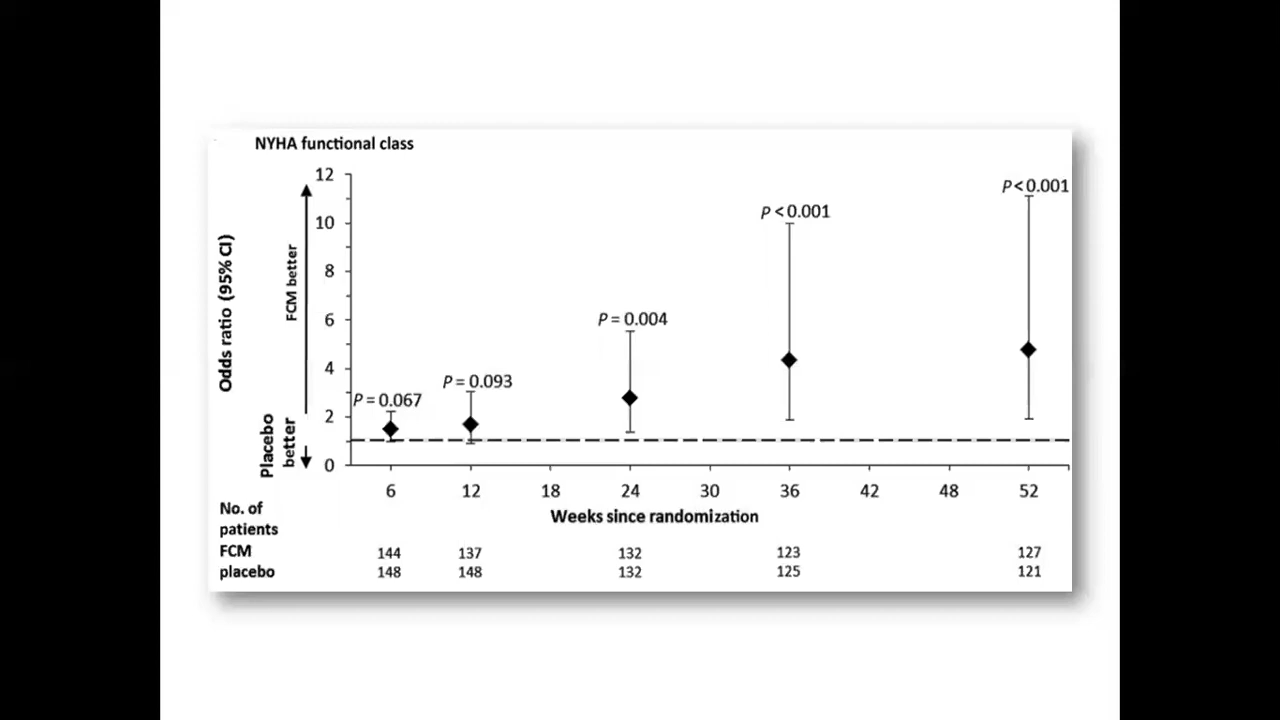 NYHA functional class
12
10
8
6
4
2
0
Odds ratio (95% CI)
FCM better
Placebo
better
P = 0.067
P = 0.093
P = 0.004
P < 0.001
P < 0.001
6 12 18 24 30 36 42 48 52
Weeks since randomization
No. of
patients
FCM 144 137 132 123 127
placebo 148 148 132 125 121